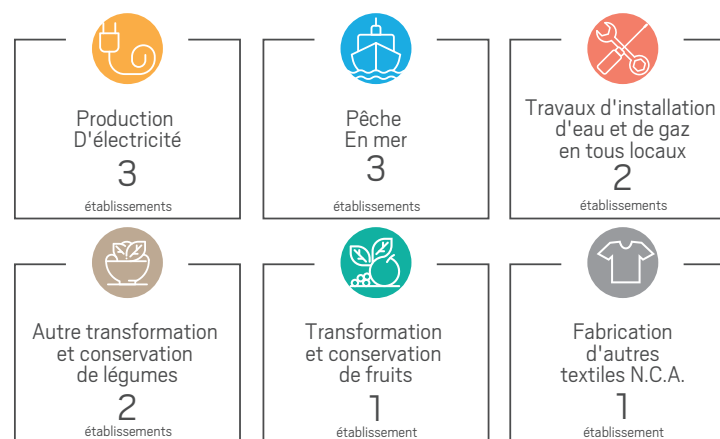 Production
D'électricité
3
établissements
Pêche
En mer
3
établissements
Travaux d'installation
d'eau et de gaz
en tous locaux
2
établissements
Autre transformation
et conservation
de légumes
2
établissements
Transformation
et conservation
de fruits
1
établissement
Fabrication
d'autres
textiles N.C.A.
1
établissement